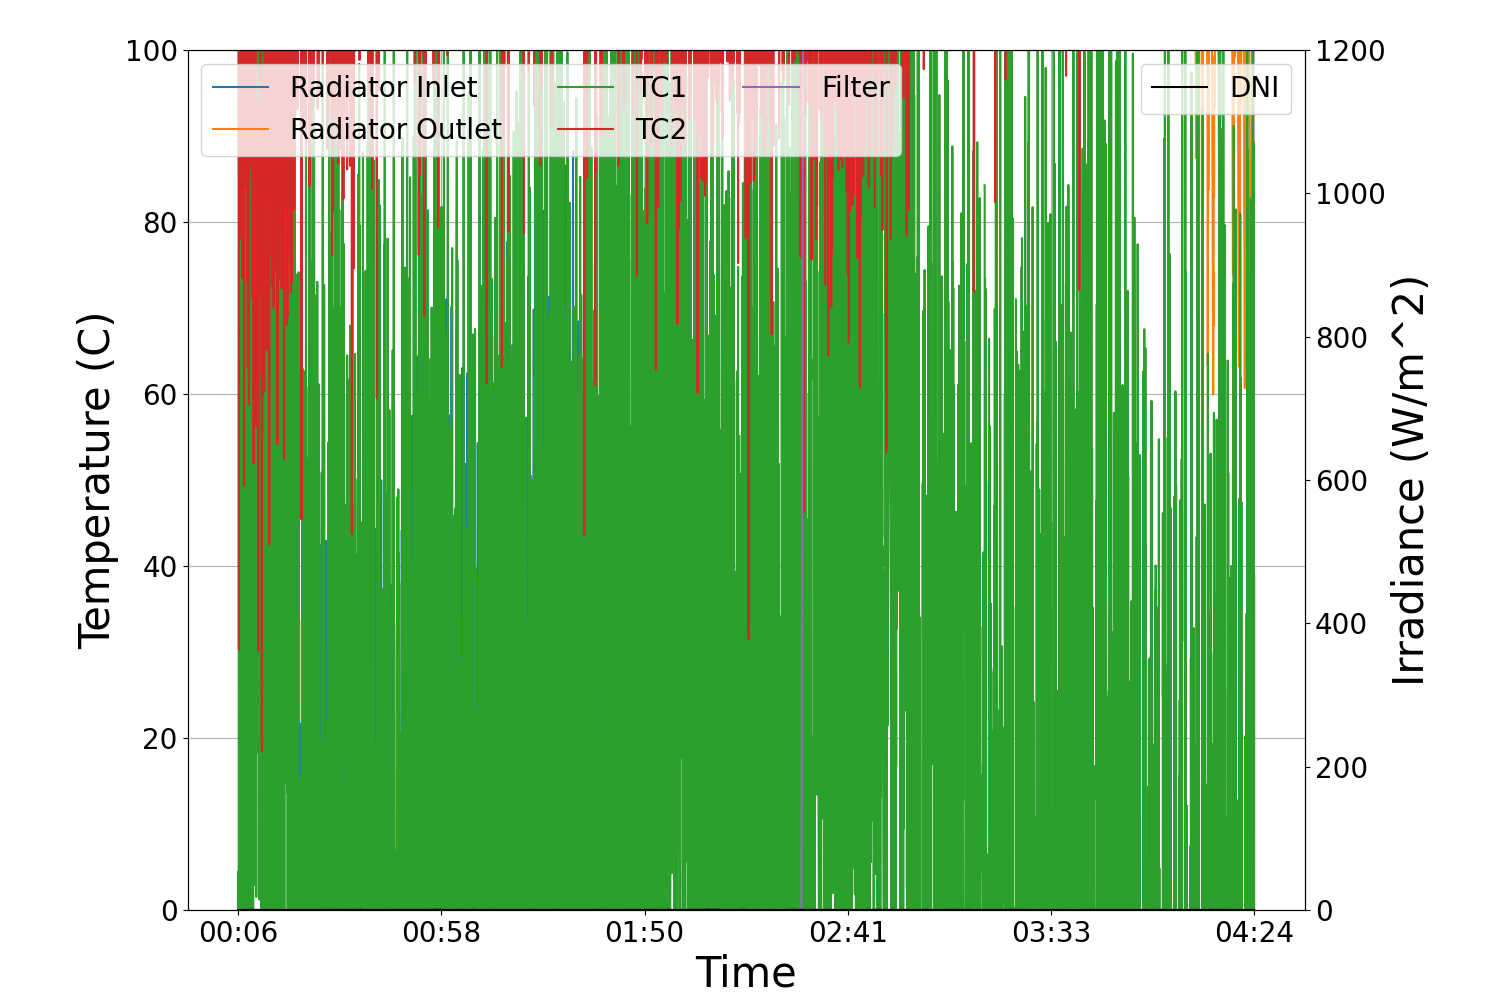 Radiator Inlet
Radiator Outlet
TC1
TC2
Filter
DNI
100
80
60
40
20
0
Temperature (C)
1200
1000
800
600
400
200
0
Irradiance (W/m^2)
00:06
00:58
01:50
02:41
03:33
04:24
Time